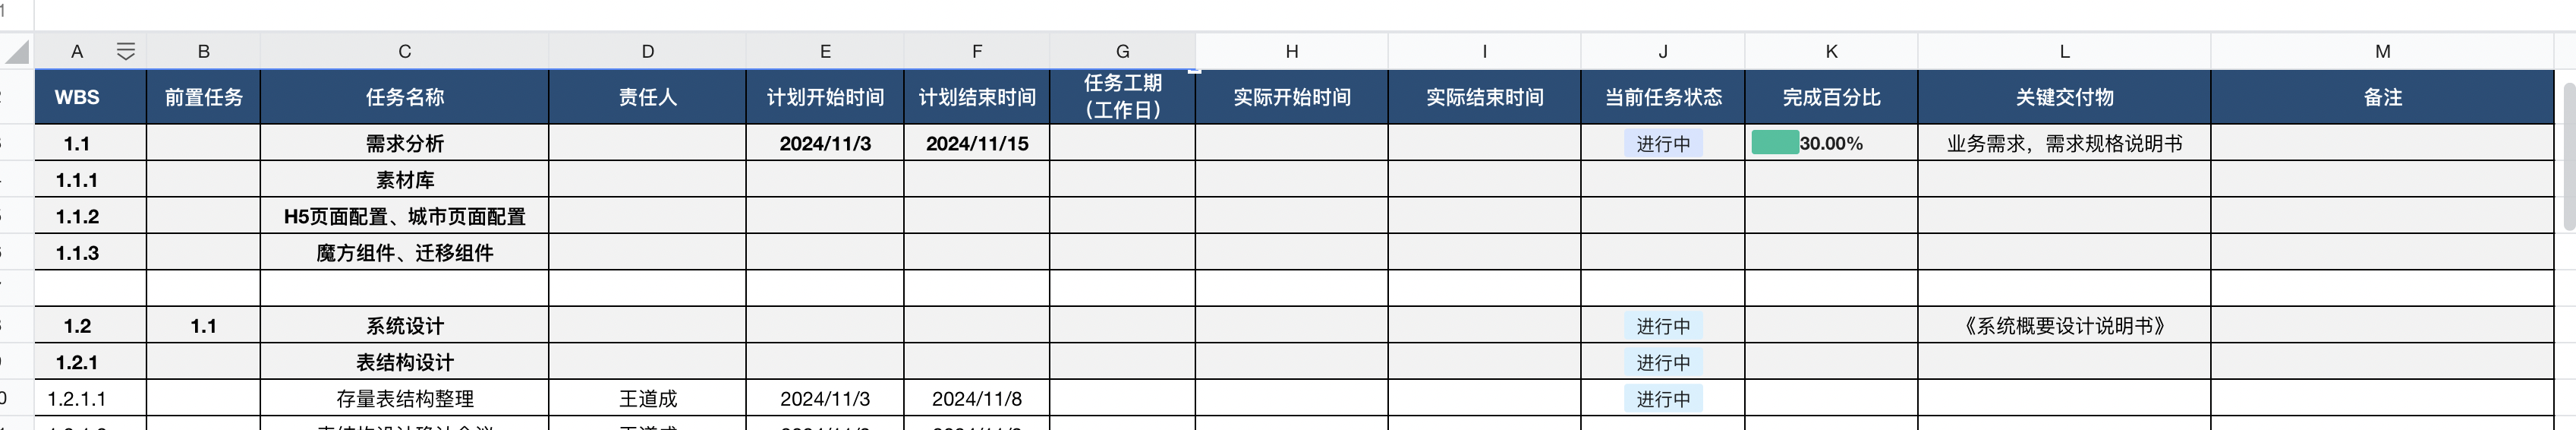 A B C D E F G H I J K L M
WBS 前置任务 任务名称 责任人 计划开始时间 计划结束时间 任务工期 (工作日) 实际开始时间 实际结束时间 当前任务状态 完成百分比 关键交付物 备注
1.1 需求分析 2024/11/3 2024/11/15 进行中 30.00% 业务需求，需求规格说明书
1.1.1 素材库
1.1.2 H5页面配置、城市页面配置
1.1.3 魔方组件、迁移组件
1.2 1.1 系统设计 进行中 《系统概要设计说明书》
1.2.1 表结构设计 进行中
1.2.1.1 存量表结构整理 王道成 2024/11/3 2024/11/8 进行中